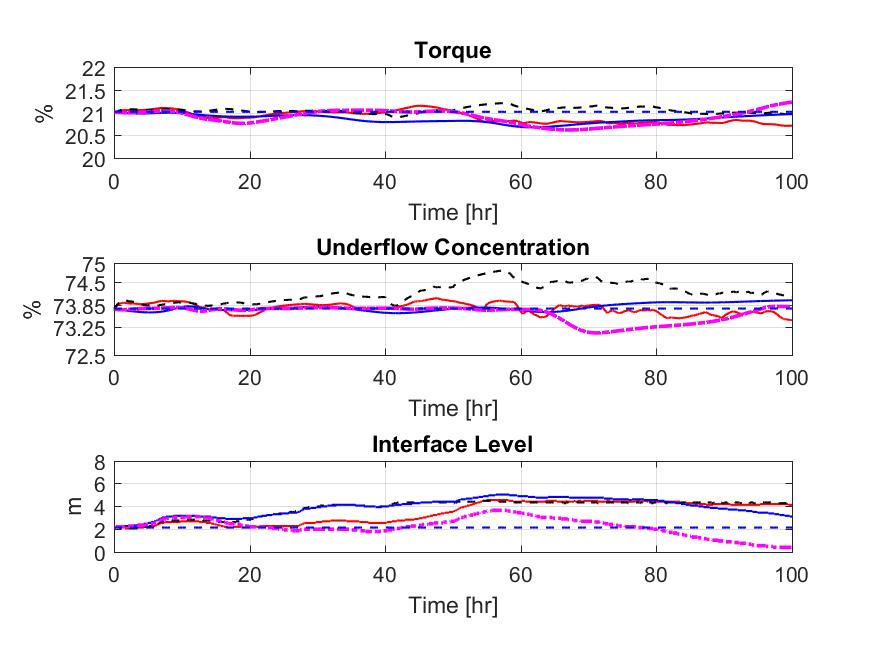 Torque
22
21.5
21
20.5
20
%
0 20 40 60 80 100
Time [hr]
Underflow Concentration
75
74.5
73.85
73.25
72.5
%
0 20 40 60 80 100
Time [hr]
Interface Level
8
6
4
2
0
m
0 20 40 60 80 100
Time [hr]